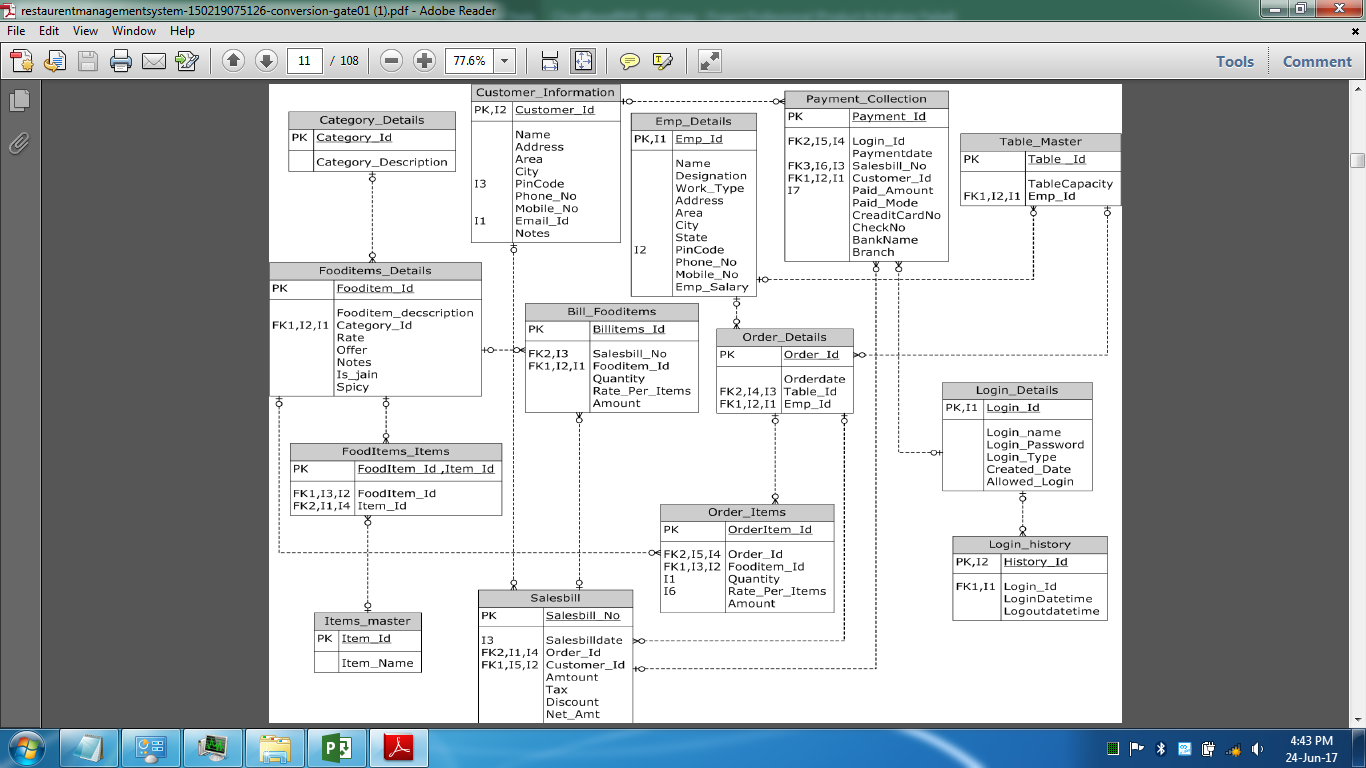 restaurentmanagementsystem-150219075126-conversion-gate01 (1).pdf - Adobe Reader
File Edit View Window Help
11 / 108 77.6% Tools Comment
Category_Details
PK Category_Id
Category_Description
Customer_Information
PK,I2 Customer_Id
Name
Address
Area
City
I3 PinCode
Phone_No
Mobile_No
I1 Email_Id
Notes
Emp_Details
PK,I1 Emp_Id
Name
Designation
Work_Type
Address
Area
City
State
I2 PinCode
Phone_No
Mobile_No
Emp_Salary
Payment_Collection
PK Payment_Id
FK2,I5,I4 Login_Id
Paymentdate
FK3,I6,I3 Salesbill_No
FK1,I2,I1 Customer_Id
I7 Paid_Amount
Paid_Mode
CreaditCardNo
CheckNo
BankName
Branch
Table_Master
PK Table _Id
TableCapacity
FK1,I2,I1 Emp_Id
Fooditems_Details
PK Fooditem_Id
Fooditem_decscription
FK1,I2,I1 Category_Id
Rate
Offer
Notes
Is_jain
Spicy
Bill_Fooditems
PK Billitems_Id
FK2,I3 Salesbill_No
FK1,I2,I1 Fooditem_Id
Quantity
Rate_Per_Items
Amount
Order_Details
PK Order_Id
Orderdate
FK2,I4,I3 Table_Id
FK1,I2,I1 Emp_Id
Login_Details
PK,I1 Login_Id
Login_name
Login_Password
Login_Type
Created_Date
Allowed_Login
FoodItems_Items
PK FoodItem_Id ,Item_Id
FK1,I3,I2 FoodItem_Id
FK2,I1,I4 Item_Id
Order_Items
PK OrderItem_Id
FK2,I5,I4 Order_Id
FK1,I3,I2 Fooditem_Id
I1 Quantity
I6 Rate_Per_Items
Amount
Login_history
PK,I2 History_Id
FK1,I1 Login_Id
LoginDatetime
Logoutdatetime
Items_master
PK Item_Id
Item_Name
Salesbill
PK Salesbill_No
I3 Salesbilldate
FK2,I1,I4 Order_Id
FK1,I5,I2 Customer_Id
Amtount
Tax
Discount
Net_Amt
4:43 PM
24-Jun-17